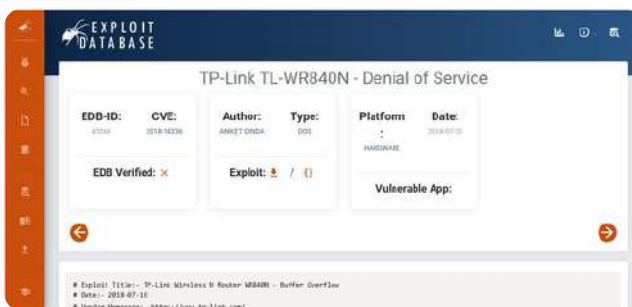 EXPLOIT
DATABASE
TP-Link TL-WR840N - Denial of Service
EDB-ID:
CVE:
2018-14336
Author:
ANIKET DINDA
Type:
DOS
Platform
:
HARDWARE
Date:
EDB Verified: ×
Exploit: / {}
Vulnerable App:
# Exploit Title:- TP-Link Wireless N Router WR840N - Buffer Overflow
# Date:- 2018-07-16